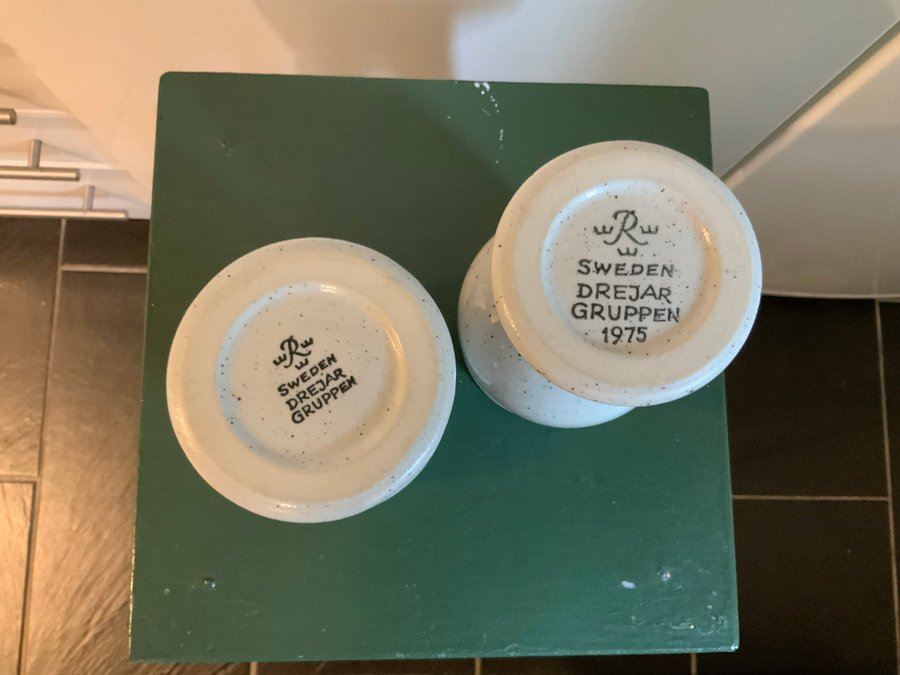 R
SWEDEN
DREJAR
GRUPPEN
R
SWEDEN
DREJAR
GRUPPEN
1975